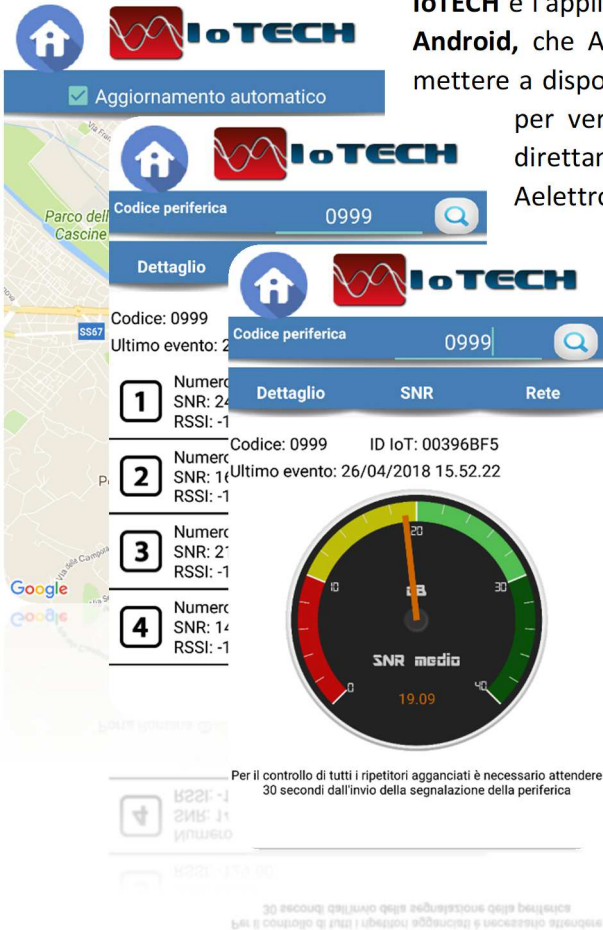 IoTECH è l'appli
Android, che A
mettere a dispo
per ver
diretta
Aelettro
IoTECH
Aggiornamento automatico
Parco dell
Cascine
SS67
Google
IoTECH
Codice periferica 0999
Dettaglio
Codice: 0999
Ultimo evento: 2
1
Numero
SNR: 24
RSSI: -1
2
Numero
SNR: 16
RSSI: -1
3
Numero
SNR: 21
RSSI: -1
4
Numero
SNR: 14
RSSI: -1
IoTECH
Codice periferica 0999
Dettaglio SNR Rete
Codice: 0999 ID IoT: 00396BF5
Ultimo evento: 26/04/2018 15.52.22
0 10 20 30 40
dB
SNR medio
19.09
Per il controllo di tutti i ripetitori agganciati è necessario attendere
30 secondi dall'invio della segnalazione della periferica